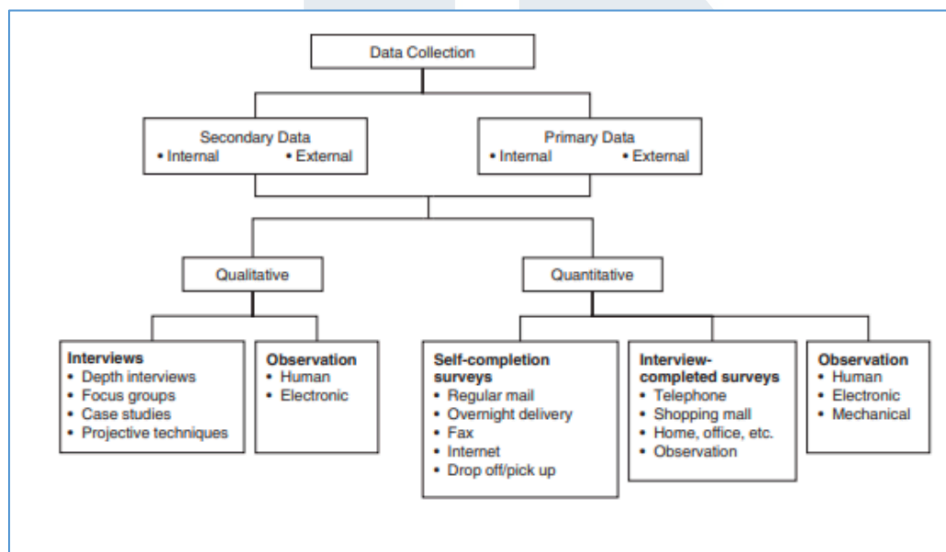 Data Collection
Secondary Data
• Internal • External
Primary Data
• Internal • External
Qualitative
Quantitative
Interviews
• Depth interviews
• Focus groups
• Case studies
• Projective techniques
Observation
• Human
• Electronic
Self-completion
surveys
• Regular mail
• Overnight delivery
• Fax
• Internet
• Drop off/pick up
Interview-
completed surveys
• Telephone
• Shopping mall
• Home, office, etc.
• Observation
Observation
• Human
• Electronic
• Mechanical